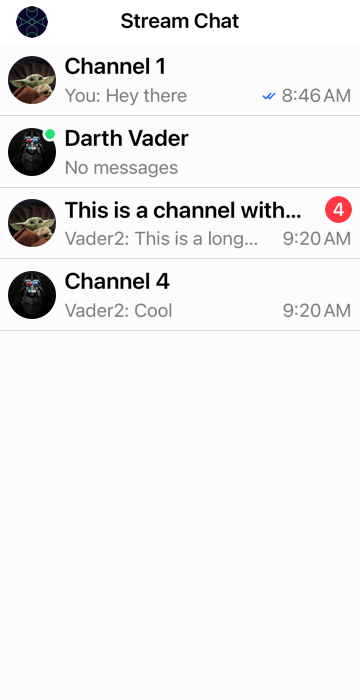 Stream Chat
Channel 1
You: Hey there 8:46 AM
Darth Vader
No messages
This is a channel with... 4
Vader2: This is a long... 9:20 AM
Channel 4
Vader2: Cool 9:20 AM